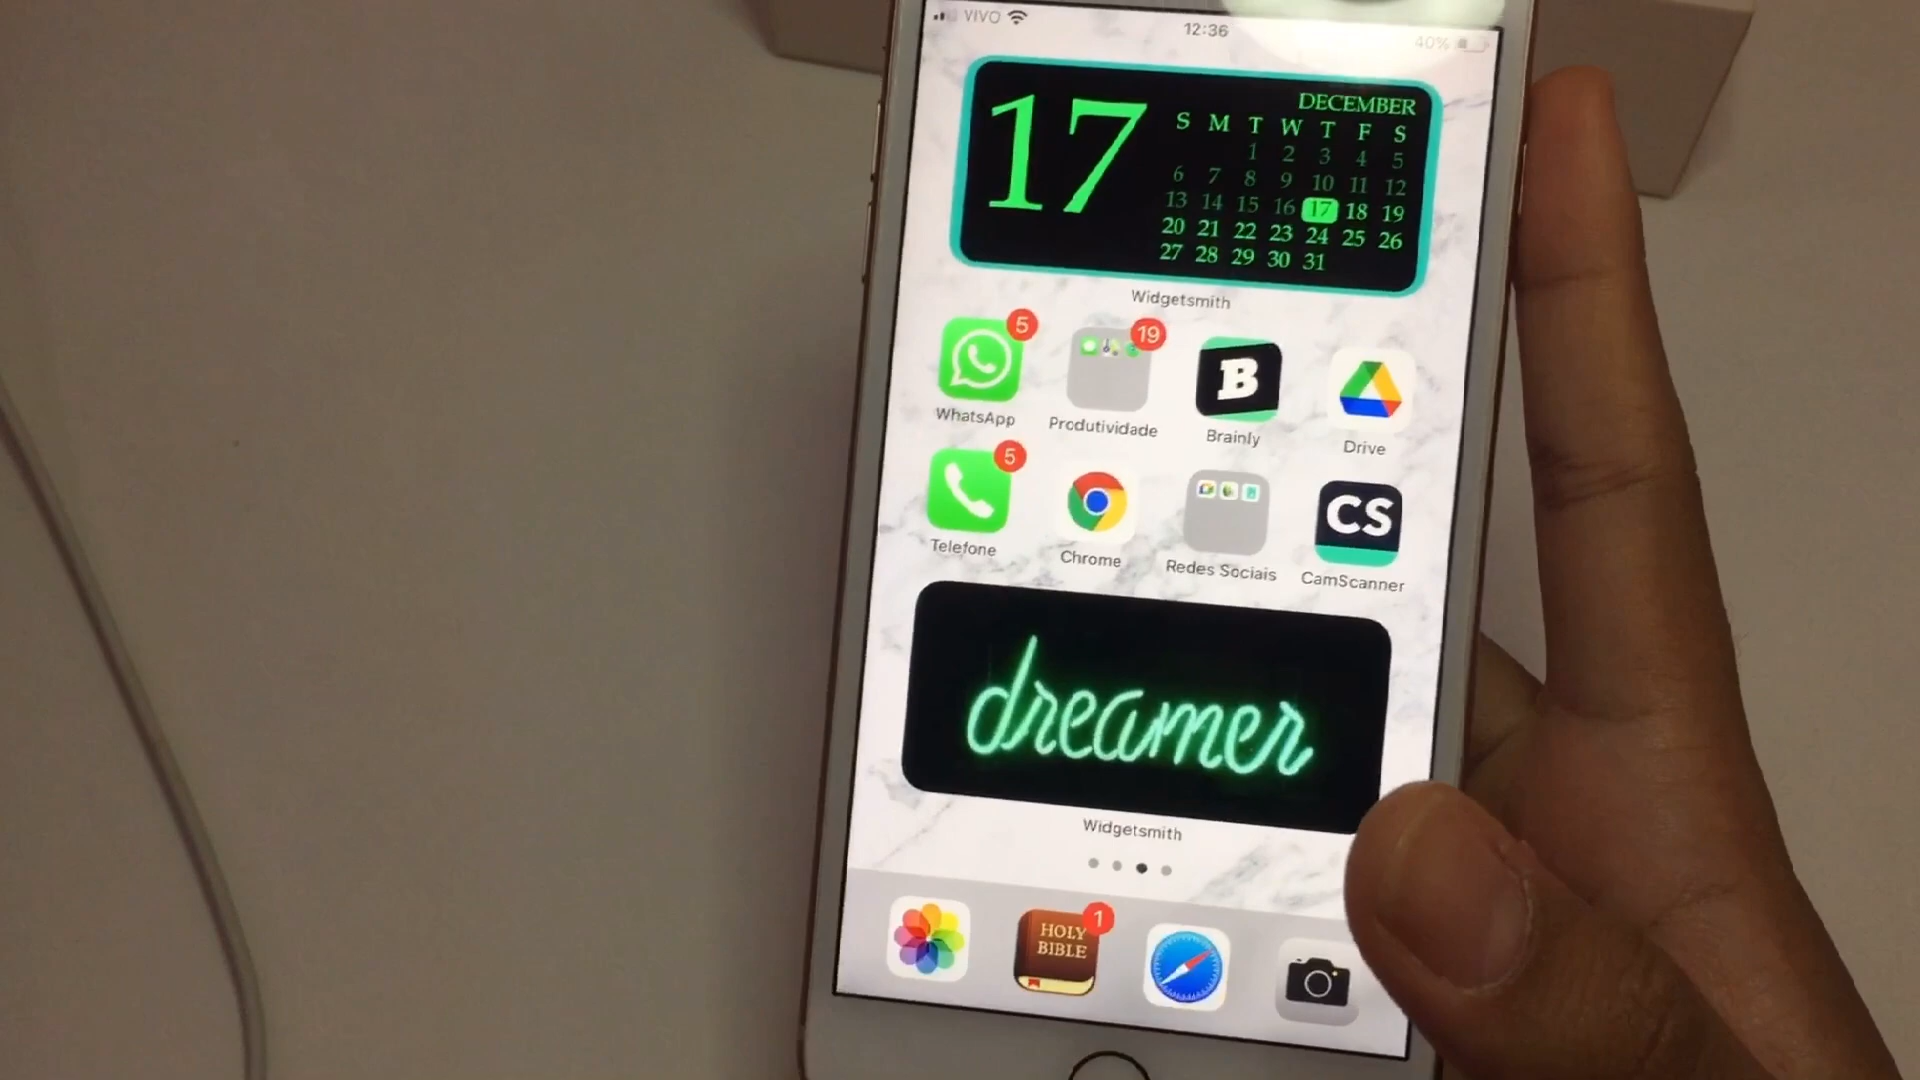 VIVO 12:36 40%
17
DECEMBER
S M T W T F S
1 2 3 4 5
6 7 8 9 10 11 12
13 14 15 16 17 18 19
20 21 22 23 24 25 26
27 28 29 30 31
Widgetsmith
5 19 B
WhatsApp Produtividade Brainly Drive
5 CS
Telefone Chrome Redes Sociais CamScanner
dreamer
Widgetsmith
HOLY 1
BIBLE